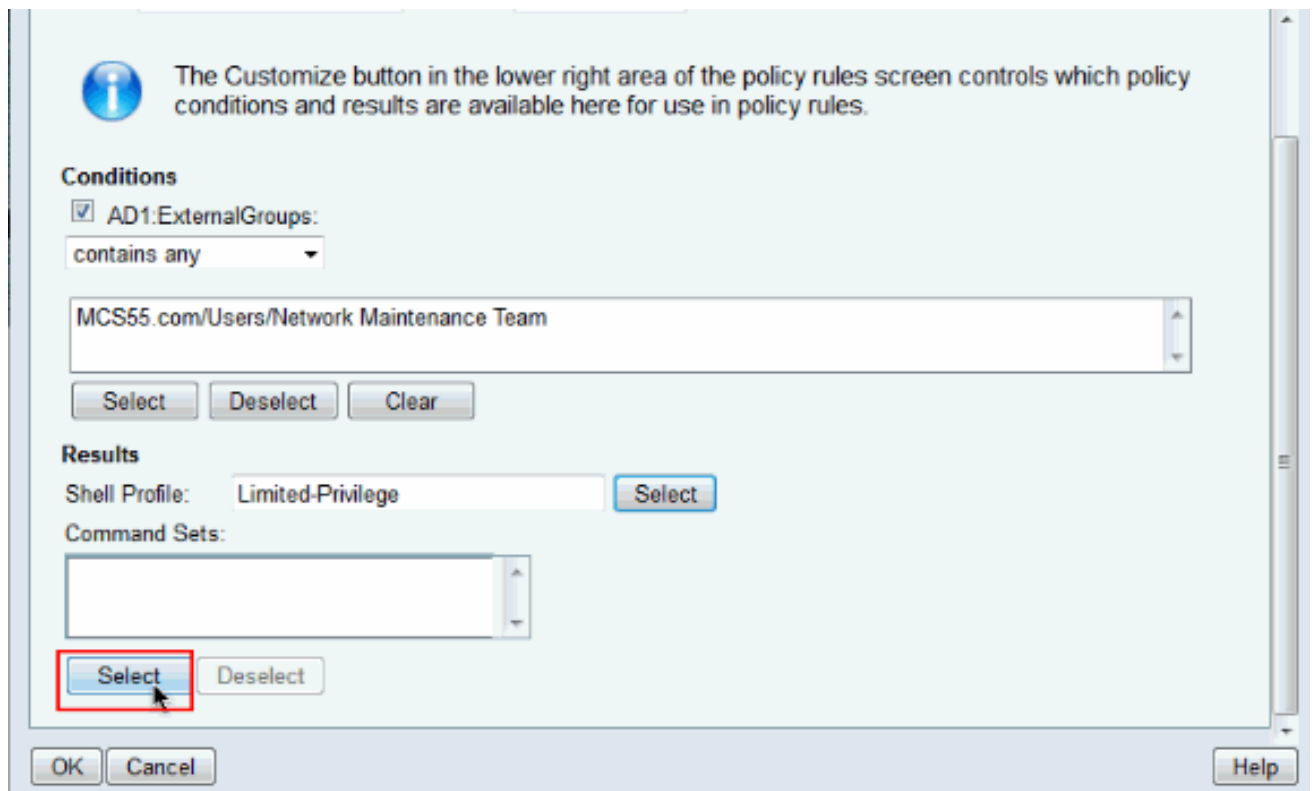 The Customize button in the lower right area of the policy rules screen controls which policy
conditions and results are available here for use in policy rules.
Conditions
AD1:ExternalGroups:
contains any
MCS55.com/Users/Network Maintenance Team
Select Deselect Clear
Results
Shell Profile: Limited-Privilege Select
Command Sets:
Select Deselect
OK Cancel Help